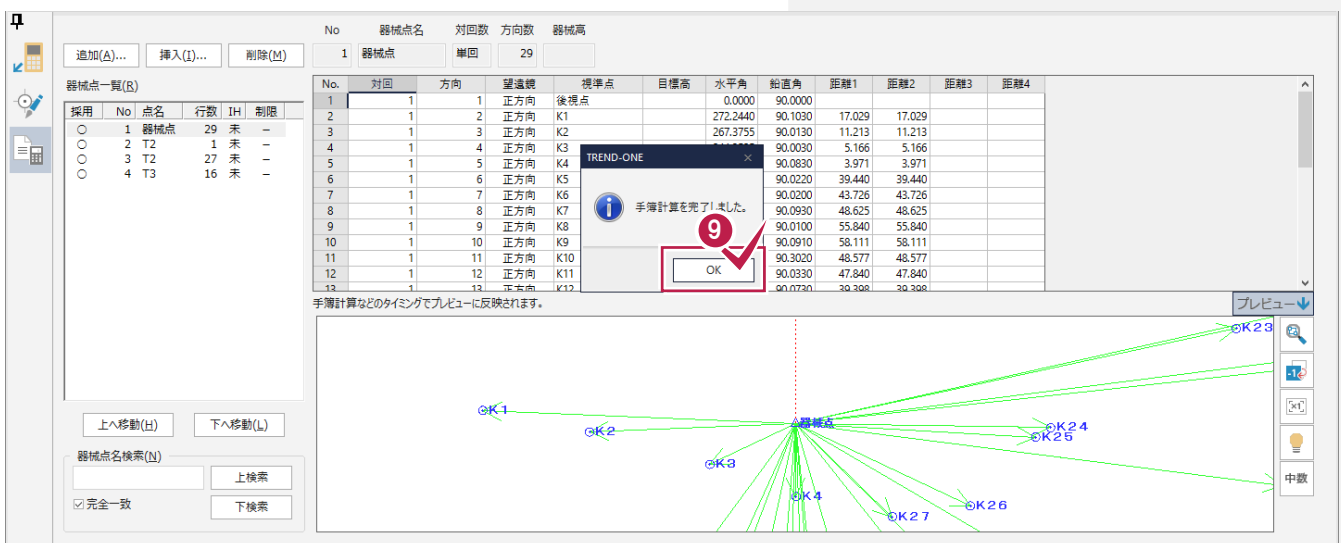 No 器械点名 対回数 方向数 器械高
1 器械点 単回 29
追加(A)... 挿入(I)... 削除(M)
器械点一覧(R)
採用 No 点名 行数 IH 制限
○ 1 器械点 29 未 −
○ 2 T2 1 未 −
○ 3 T2 27 未 −
○ 4 T3 16 未 −
上へ移動(H) 下へ移動(L)
器械点名検索(N)
上検索
完全一致 下検索
No. 対回 方向 望遠鏡 視準点 目標高 水平角 鉛直角 距離1 距離2 距離3 距離4
1 1 1 正方向 後視点 0.0000 90.0000
2 1 2 正方向 K1 272.2440 90.1030 17.029 17.029
3 1 3 正方向 K2 267.3755 90.0130 11.213 11.213
4 1 4 正方向 K3 90.0030 5.166 5.166
5 1 5 正方向 K4 90.0830 3.971 3.971
6 1 6 正方向 K5 90.0220 39.440 39.440
7 1 7 正方向 K6 90.0200 43.726 43.726
8 1 8 正方向 K7 90.0930 48.625 48.625
9 1 9 正方向 K8 90.0100 55.840 55.840
10 1 10 正方向 K9 90.0910 58.111 58.111
11 1 11 正方向 K10 90.3020 48.577 48.577
12 1 12 正方向 K11 90.0330 47.840 47.840
13 1 13 正方向 K12 90.0730 39.398 39.398
TREND-ONE
手簿計算を完了しました。
9
OK
手簿計算などのタイミングでプレビューに反映されます。
プレビュー
K23
K1
器械点
K24
K2
K25
K3
K4
K26
K27
-1
×1
中数